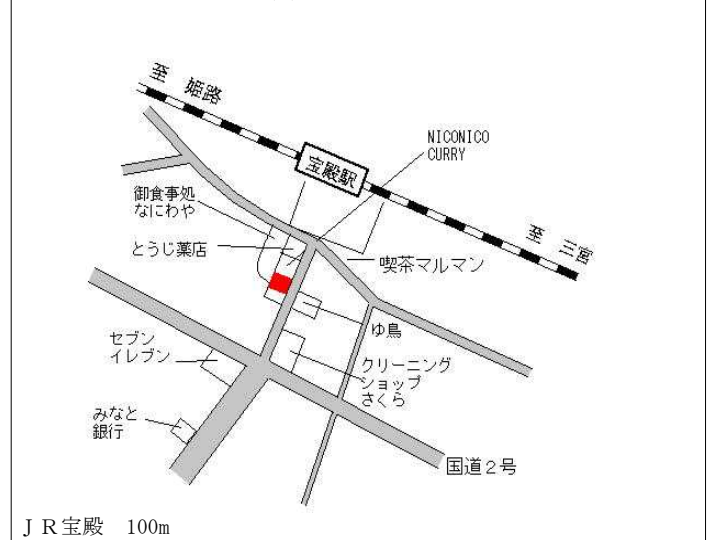 至 姫路
NICONICO
CURRY
宝殿駅
御食事処
なにわや
とうじ薬店
至 三宮
喫茶マルマン
ゆ鳥
セブン
イレブン
クリーニング
ショップ
さくら
みなと
銀行
国道２号
ＪＲ宝殿　100m